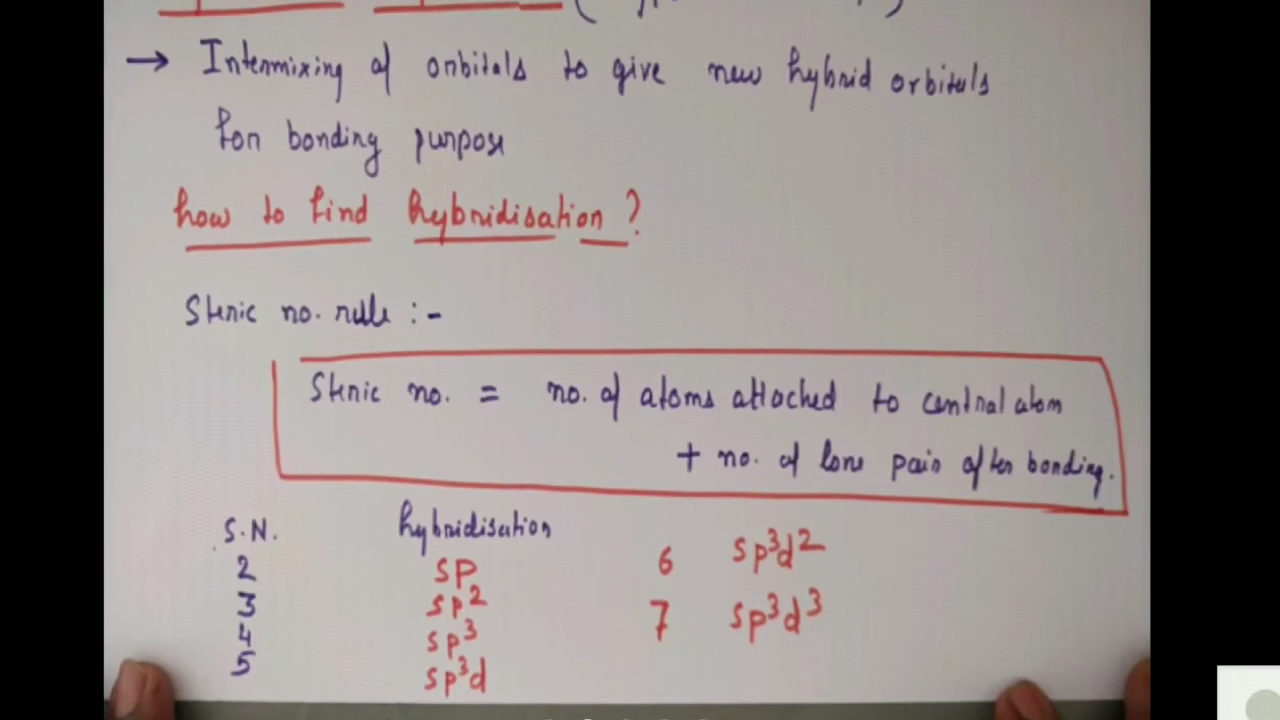 → Intermixing of orbitals to give new hybrid orbitals
for bonding purpose
how to find hybridisation ?
Steric no. rule :-
Steric no. = no. of atoms attached to central atom
+ no. of lone pair after bonding.
S.N. hybridisation
2 sp
3 sp²
4 sp³
5 sp³d
6 sp³d²
7 sp³d³